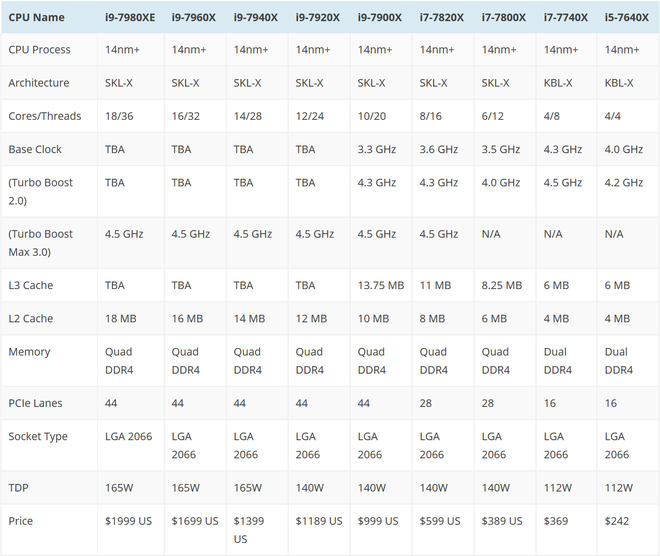 CPU Name i9-7980XE i9-7960X i9-7940X i9-7920X i9-7900X i7-7820X i7-7800X i7-7740X i5-7640X
CPU Process 14nm+ 14nm+ 14nm+ 14nm+ 14nm+ 14nm+ 14nm+ 14nm+ 14nm+
Architecture SKL-X SKL-X SKL-X SKL-X SKL-X SKL-X SKL-X KBL-X KBL-X
Cores/Threads 18/36 16/32 14/28 12/24 10/20 8/16 6/12 4/8 4/4
Base Clock TBA TBA TBA TBA 3.3 GHz 3.6 GHz 3.5 GHz 4.3 GHz 4.0 GHz
(Turbo Boost TBA TBA TBA TBA 4.3 GHz 4.3 GHz 4.0 GHz 4.5 GHz 4.2 GHz
2.0)
(Turbo Boost 4.5 GHz 4.5 GHz 4.5 GHz 4.5 GHz 4.5 GHz 4.5 GHz N/A N/A N/A
Max 3.0)
L3 Cache TBA TBA TBA TBA 13.75 MB 11 MB 8.25 MB 6 MB 6 MB
L2 Cache 18 MB 16 MB 14 MB 12 MB 10 MB 8 MB 6 MB 4 MB 4 MB
Memory Quad Quad Quad Quad Quad Quad Quad Dual Dual
DDR4 DDR4 DDR4 DDR4 DDR4 DDR4 DDR4 DDR4 DDR4
PCIe Lanes 44 44 44 44 44 28 28 16 16
Socket Type LGA 2066 LGA LGA LGA LGA LGA LGA LGA LGA
2066 2066 2066 2066 2066 2066 2066 2066
TDP 165W 165W 165W 140W 140W 140W 140W 112W 112W
Price $1999 US $1699 US $1399 $1189 US $999 US $599 US $389 US $369 $242
US